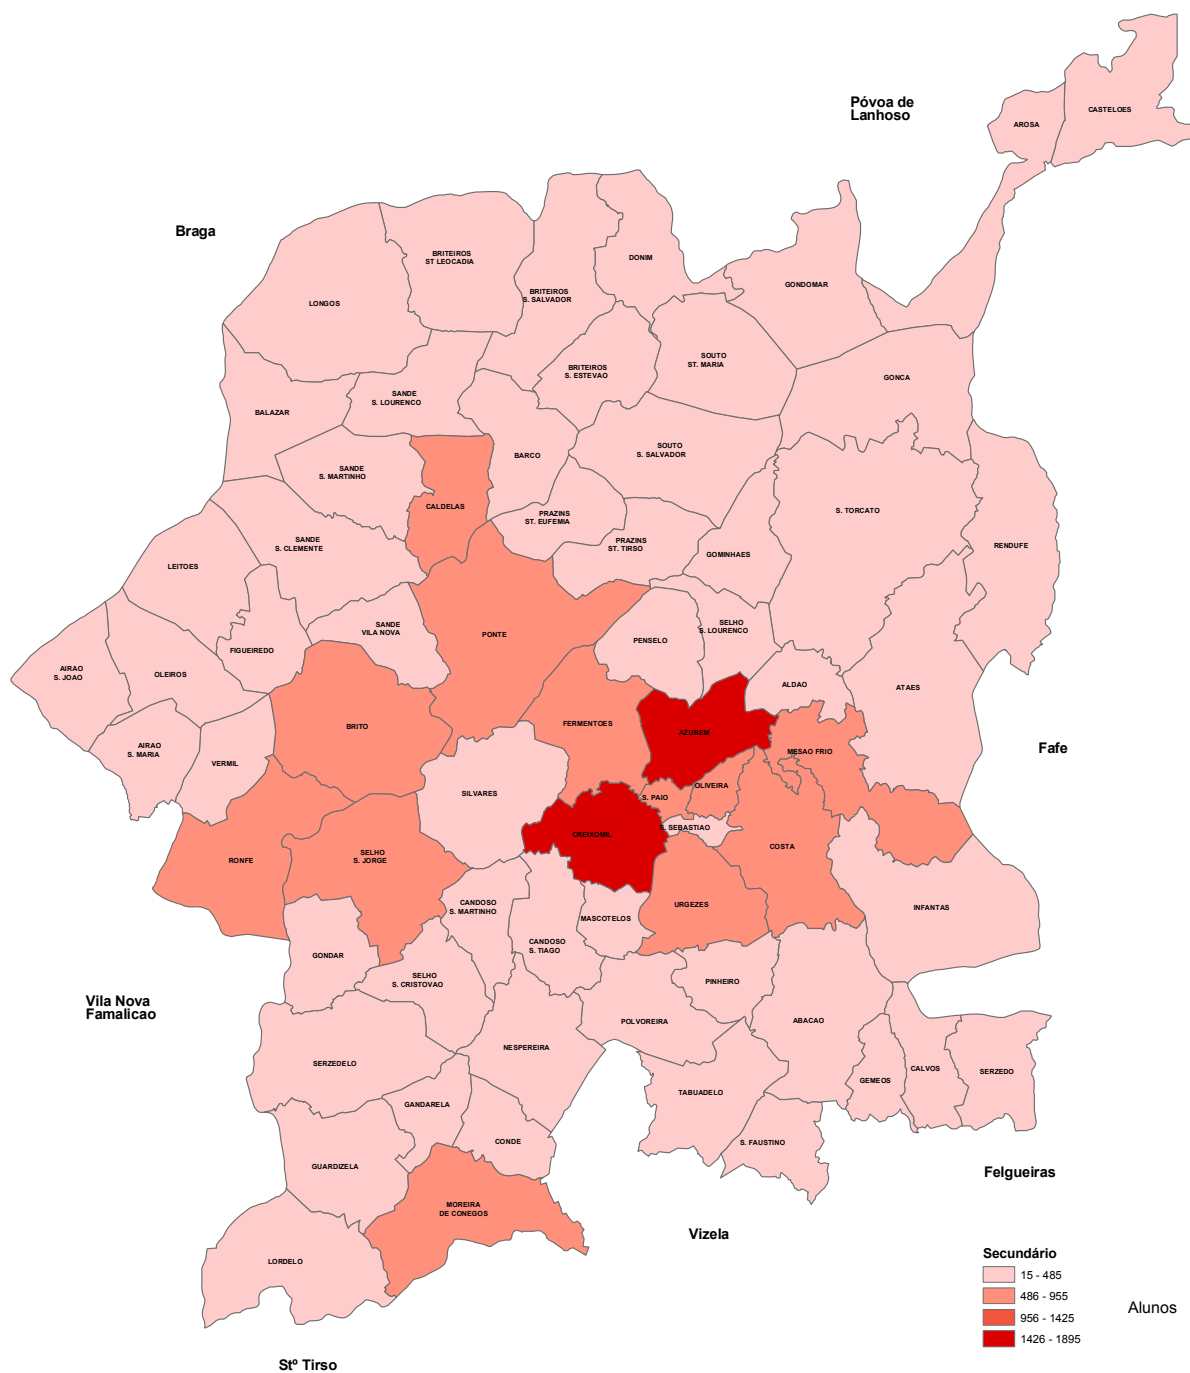 Póvoa de
Lanhoso
CASTELOES
AROSA
Braga
BRITEIROS
ST LEOCADIA
DONIM
GONDOMAR
BRITEIROS
S. SALVADOR
LONGOS
SOUTO
ST. MARIA
BRITEIROS
S. ESTEVAO
GONCA
SANDE
S. LOURENCO
BALAZAR
SOUTO
S. SALVADOR
BARCO
SANDE
S. MARTINHO
CALDELAS
S. TORCATO
PRAZINS
ST. EUFEMIA
SANDE
S. CLEMENTE
PRAZINS
ST. TIRSO
RENDUFE
GOMINHAES
LEITOES
SANDE
VILA NOVA
SELHO
S. LOURENCO
PONTE
PENSELO
FIGUEIREDO
AIRAO
S. JOAO
OLEIROS
ALDAO
ATAES
BRITO
FERMENTOES
AZUREM
AIRAO
S. MARIA
MESAO FRIO
Fafe
VERMIL
SILVARES
S. PAIO
OLIVEIRA
S. SEBASTIAO
CREIXOMIL
COSTA
RONFE
SELHO
S. JORGE
CANDOSO
S. MARTINHO
URGEZES
INFANTAS
MASCOTELOS
CANDOSO
S. TIAGO
GONDAR
SELHO
S. CRISTOVAO
PINHEIRO
Vila Nova
Famalicao
POLVOREIRA
ABACAO
NESPEREIRA
SERZEDELO
CALVOS
SERZEDO
GEMEOS
TABUADELO
GANDARELA
CONDE
S. FAUSTINO
GUARDIZELA
Felgueiras
MOREIRA
DE CONEGOS
Vizela
LORDELO
Secundário
15 - 485
486 - 955
956 - 1425
1426 - 1895
Alunos
Stº Tirso